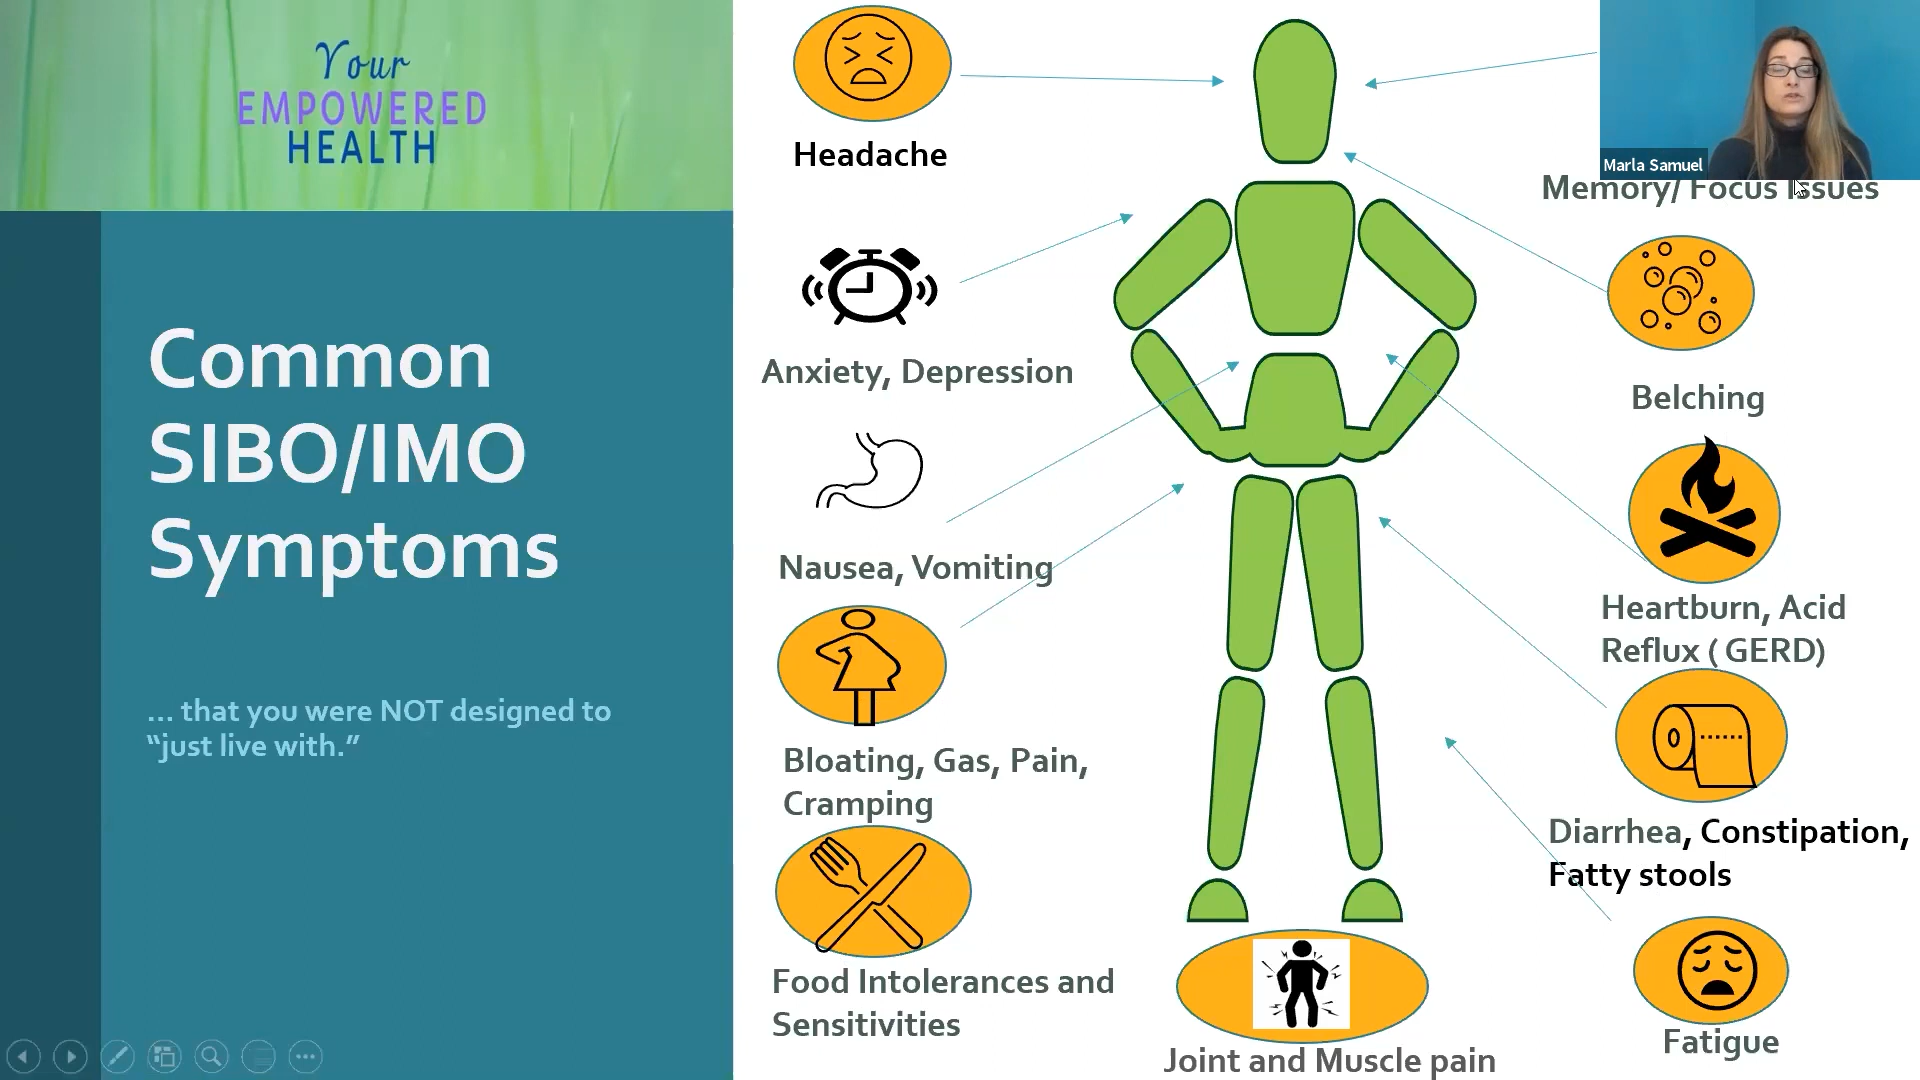 Your
EMPOWERED
HEALTH
Common
SIBO/IMO
Symptoms
... that you were NOT designed to
“just live with.”
Headache
Anxiety, Depression
Nausea, Vomiting
Bloating, Gas, Pain,
Cramping
Food Intolerances and
Sensitivities
Joint and Muscle pain
Marla Samuel
Memory/ Focus Issues
Belching
Heartburn, Acid
Reflux ( GERD)
Diarrhea, Constipation,
Fatty stools
Fatigue